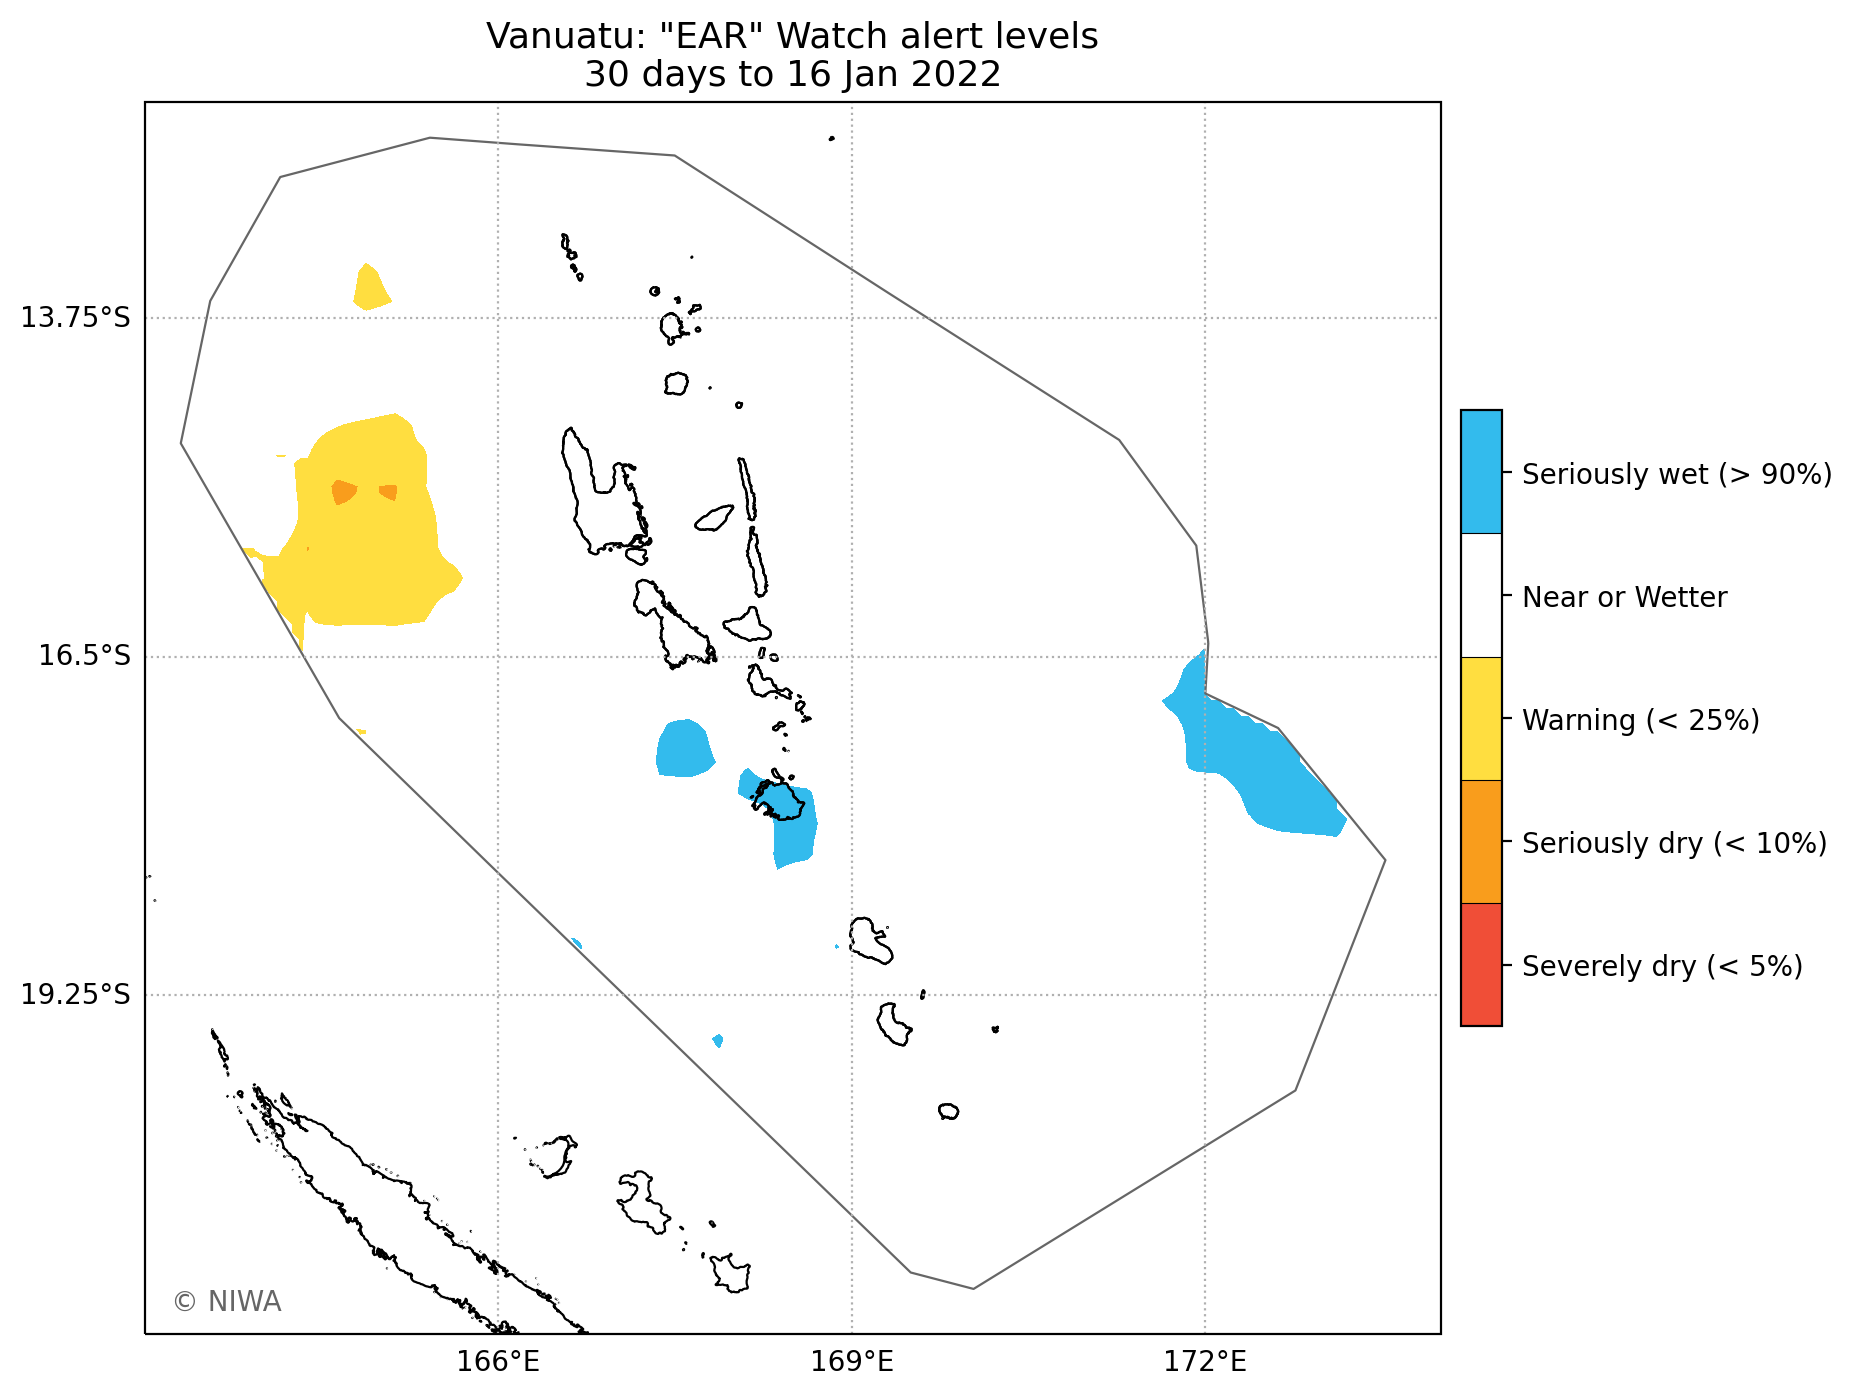 Vanuatu: "EAR" Watch alert levels
30 days to 16 Jan 2022
13.75°S
16.5°S
19.25°S
166°E
169°E
172°E
Seriously wet (> 90%)
Near or Wetter
Warning (< 25%)
Seriously dry (< 10%)
Severely dry (< 5%)
© NIWA